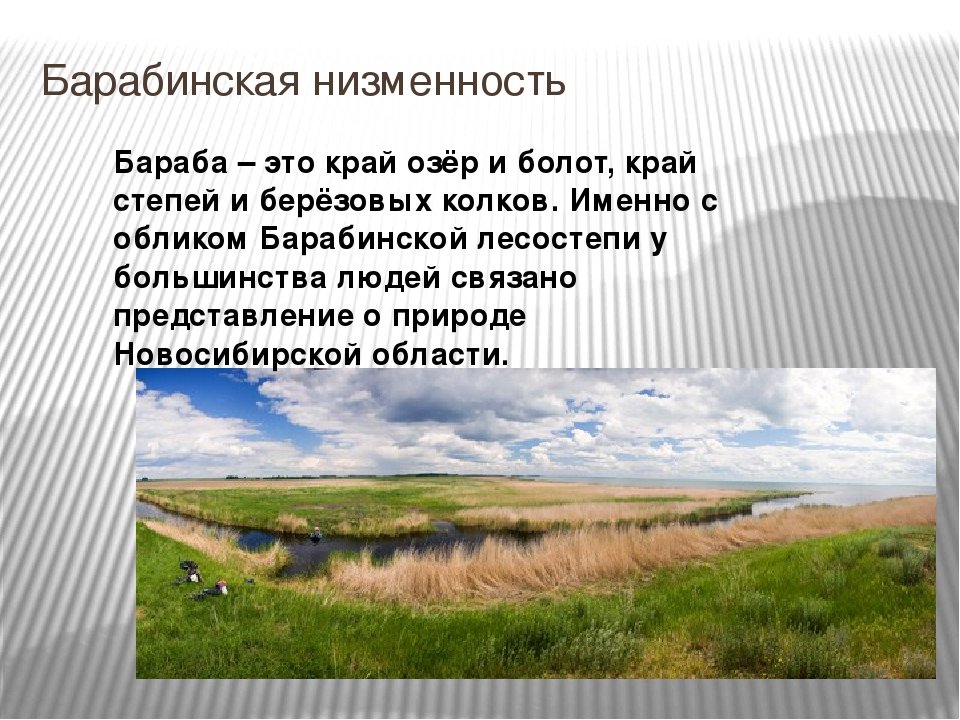 Барабинская низменность
Бараба – это край озёр и болот, край
степей и берёзовых колков. Именно с
обликом Барабинской лесостепи у
большинства людей связано
представление о природе
Новосибирской области.